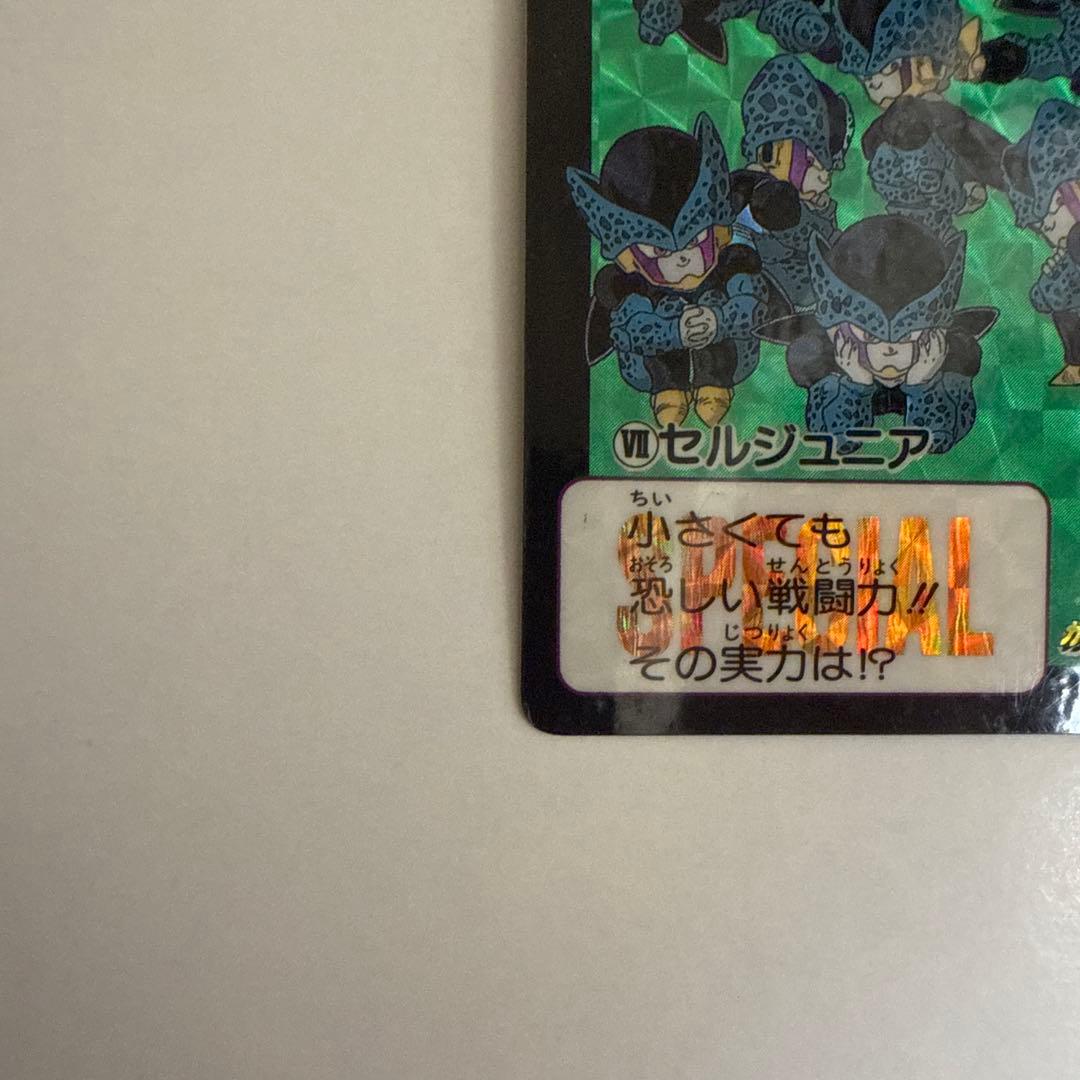 Ⅶセルジュニア
SPECIAL
ちい
小さくても
おそろ せんとうりょく
恐しい戦闘力!!
じつりょく
その実力は!?